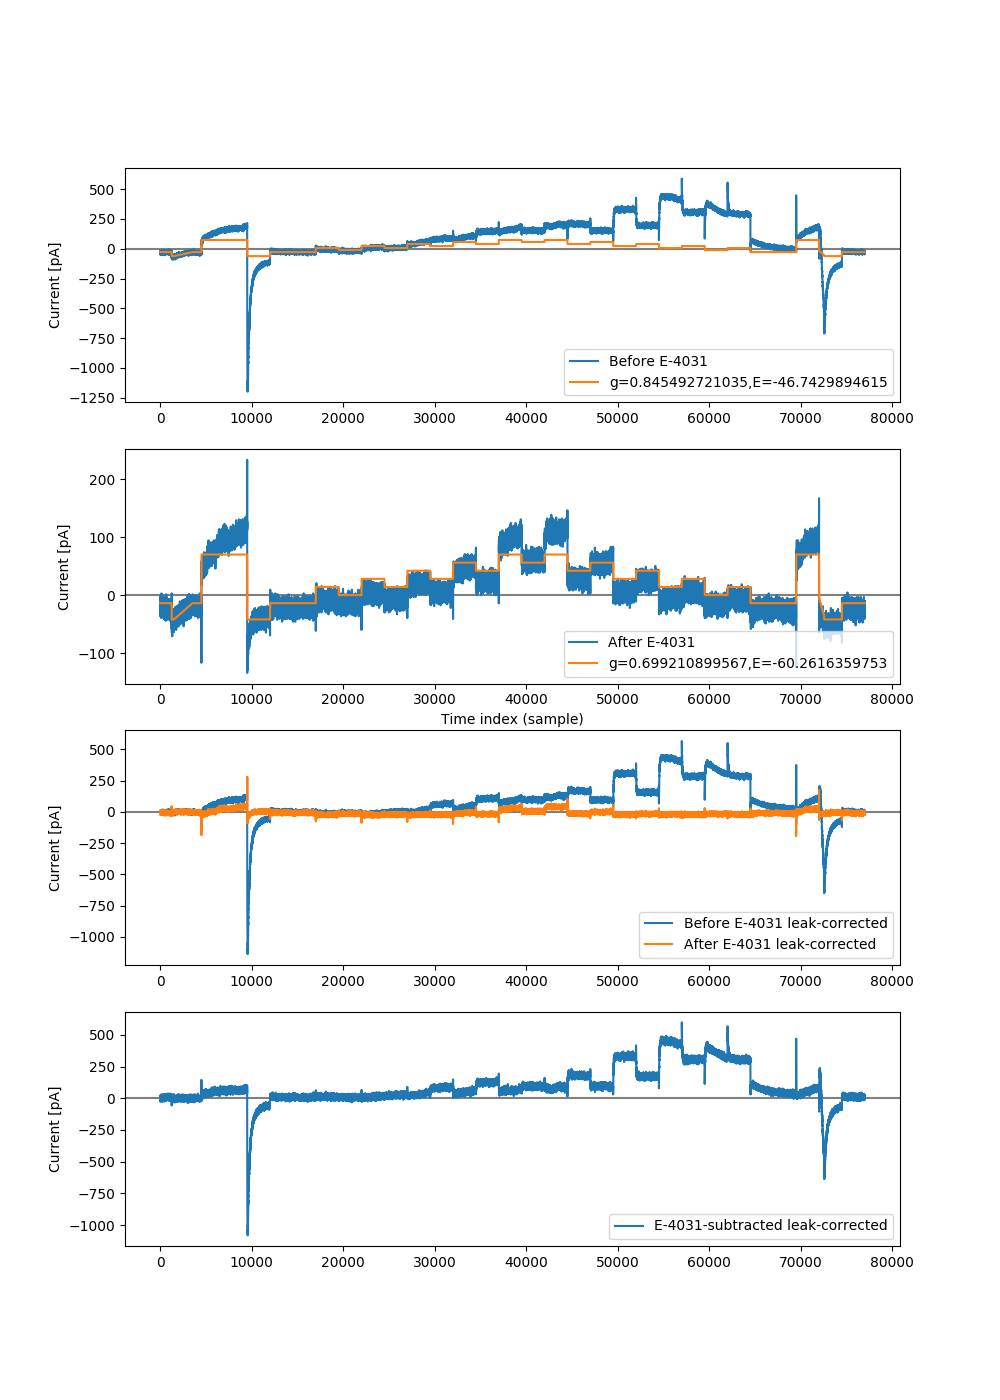 500
250
0
−250
−500
−750
−1000
−1250
Current [pA]
Before E-4031
g=0.845492721035,E=-46.7429894615
0 10000 20000 30000 40000 50000 60000 70000 80000
200
100
0
−100
Current [pA]
After E-4031
g=0.699210899567,E=-60.2616359753
0 10000 20000 30000 40000 50000 60000 70000 80000
Time index (sample)
500
250
0
−250
−500
−750
−1000
Current [pA]
Before E-4031 leak-corrected
After E-4031 leak-corrected
0 10000 20000 30000 40000 50000 60000 70000 80000
500
250
0
−250
−500
−750
−1000
Current [pA]
E-4031-subtracted leak-corrected
0 10000 20000 30000 40000 50000 60000 70000 80000